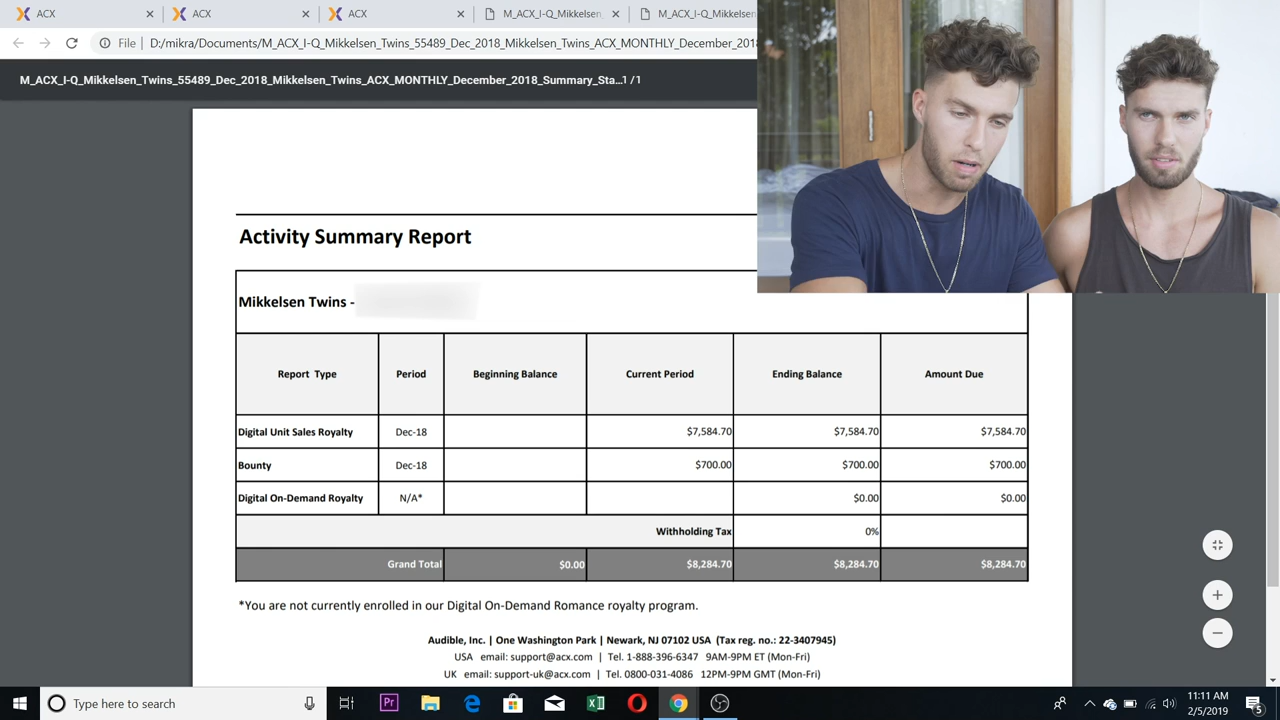 ACX
ACX
ACX
M_ACX_I-Q_Mikkelsen_
M_ACX_I-Q_Mikkelsen
File | D:/mikra/Documents/M_ACX_I-Q_Mikkelsen_Twins_55489_Dec_2018_Mikkelsen_Twins_ACX_MONTHLY_December_2018
M_ACX_I-Q_Mikkelsen_Twins_55489_Dec_2018_Mikkelsen_Twins_ACX_MONTHLY_December_2018_Summary_Sta... 1 / 1
Activity Summary Report
Mikkelsen Twins -
Report Type Period Beginning Balance Current Period Ending Balance Amount Due
Digital Unit Sales Royalty Dec-18 $7,584.70 $7,584.70 $7,584.70
Bounty Dec-18 $700.00 $700.00 $700.00
Digital On-Demand Royalty N/A* $0.00 $0.00
Withholding Tax 0%
Grand Total $0.00 $8,284.70 $8,284.70 $8,284.70
*You are not currently enrolled in our Digital On-Demand Romance royalty program.
Audible, Inc. | One Washington Park | Newark, NJ 07102 USA (Tax reg. no.: 22-3407945)
USA email: support@acx.com | Tel. 1-888-396-6347 9AM-9PM ET (Mon-Fri)
UK email: support-uk@acx.com | Tel. 0800-031-4086 12PM-9PM GMT (Mon-Fri)
Type here to search
Pr
11:11 AM
2/5/2019
5